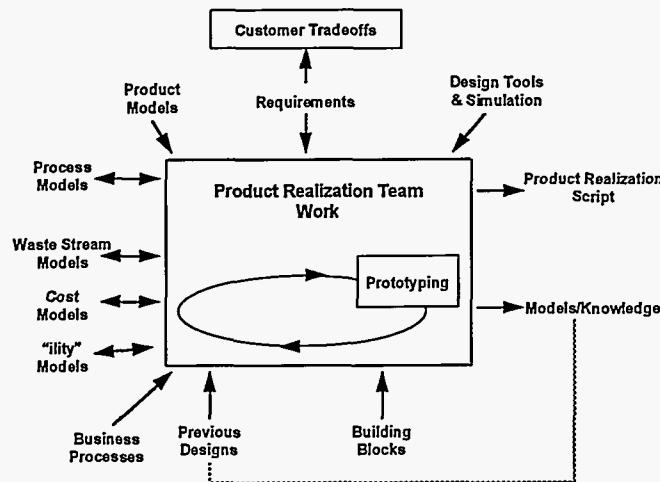 Customer Tradeoffs
Product
Models
Requirements
Design Tools
& Simulation
Process
Models
Product Realization Team
Work
Product Realization
Script
Waste Stream
Models
Prototyping
Cost
Models
Models/Knowledge
"ility"
Models
Business
Processes
Previous
Designs
Building
Blocks